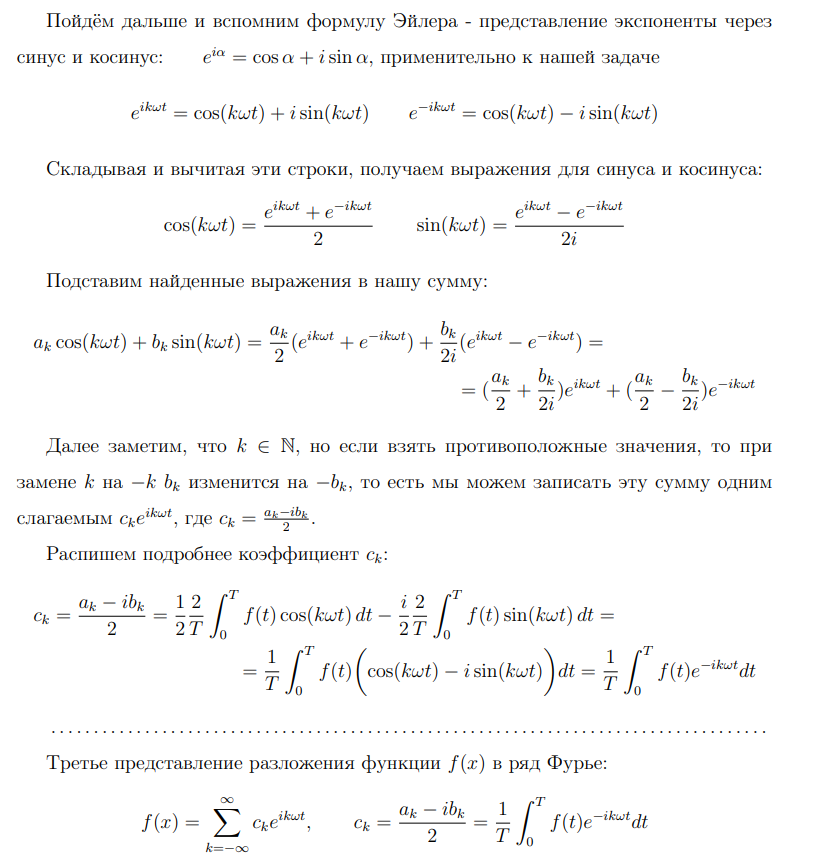 Пойдём дальше и вспомним формулу Эйлера - представление экспоненты через
синус и косинус: $e^{i\alpha} = \cos\alpha + i\sin\alpha$, применительно к нашей задаче
$e^{ik\omega t} = \cos(k\omega t) + i\sin(k\omega t) \qquad e^{-ik\omega t} = \cos(k\omega t) - i\sin(k\omega t)$
Складывая и вычитая эти строки, получаем выражения для синуса и косинуса:
$\cos(k\omega t) = \frac{e^{ik\omega t} + e^{-ik\omega t}}{2} \qquad \sin(k\omega t) = \frac{e^{ik\omega t} - e^{-ik\omega t}}{2i}$
Подставим найденные выражения в нашу сумму:
$a_k\cos(k\omega t) + b_k\sin(k\omega t) = \frac{a_k}{2}(e^{ik\omega t} + e^{-ik\omega t}) + \frac{b_k}{2i}(e^{ik\omega t} - e^{-ik\omega t}) =$
$= (\frac{a_k}{2} + \frac{b_k}{2i})e^{ik\omega t} + (\frac{a_k}{2} - \frac{b_k}{2i})e^{-ik\omega t}$
Далее заметим, что $k \in \mathbb{N}$, но если взять противоположные значения, то при
замене $k$ на $-k$ $b_k$ изменится на $-b_k$, то есть мы можем записать эту сумму одним
слагаемым $c_k e^{ik\omega t}$, где $c_k = \frac{a_k - ib_k}{2}$.
Распишем подробнее коэффициент $c_k$:
$c_k = \frac{a_k - ib_k}{2} = \frac{1}{2}\frac{2}{T}\int_0^T f(t)\cos(k\omega t)\,dt - \frac{i}{2}\frac{2}{T}\int_0^T f(t)\sin(k\omega t)\,dt =$
$= \frac{1}{T}\int_0^T f(t)\Big(\cos(k\omega t) - i\sin(k\omega t)\Big)dt = \frac{1}{T}\int_0^T f(t)e^{-ik\omega t}dt$
. . . . . . . . . . . . . . . . . . . . . . . . . . . . . . . . . . . . . . . . . . . . . . . . . . . . . . . . . . . . . . . . . . . . . . . . . . . . . . . . . . . .
Третье представление разложения функции $f(x)$ в ряд Фурье:
$f(x) = \sum_{k=-\infty}^{\infty} c_k e^{ik\omega t}, \qquad c_k = \frac{a_k - ib_k}{2} = \frac{1}{T}\int_0^T f(t)e^{-ik\omega t}dt$